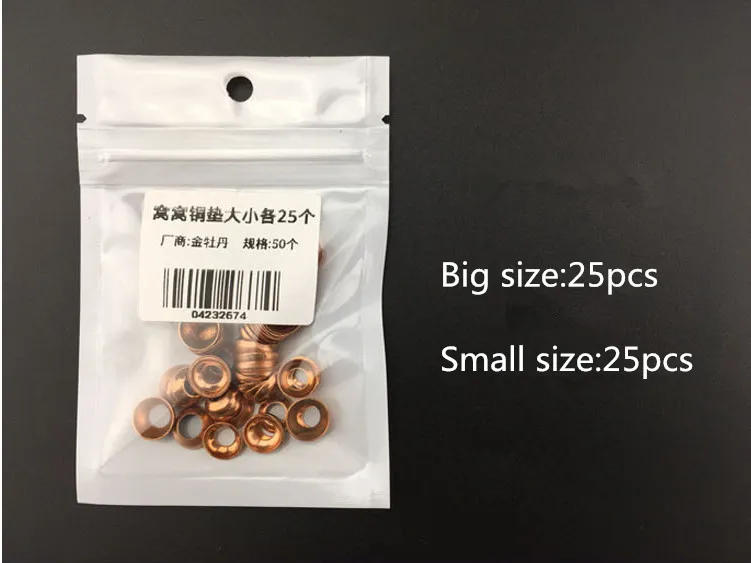 窝窝铜垫大小各25个
厂商:金牡丹 规格:50个
04232674
Big size:25pcs
Small size:25pcs